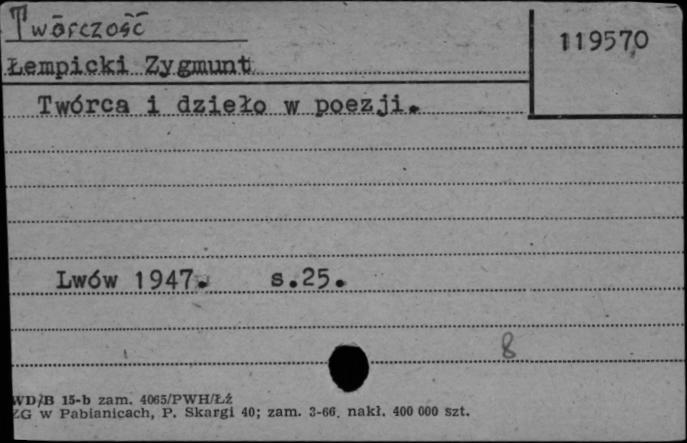 Twórczość
119570
Łempicki Zygmunt
Twórca i dzieło w poezji.
Lwów 1947. s.25.
8
WD/B 15-b zam. 4065/PWH/Łź
ZG w Pabianicach, P. Skargi 40; zam. 3-66. nakł. 400 000 szt.